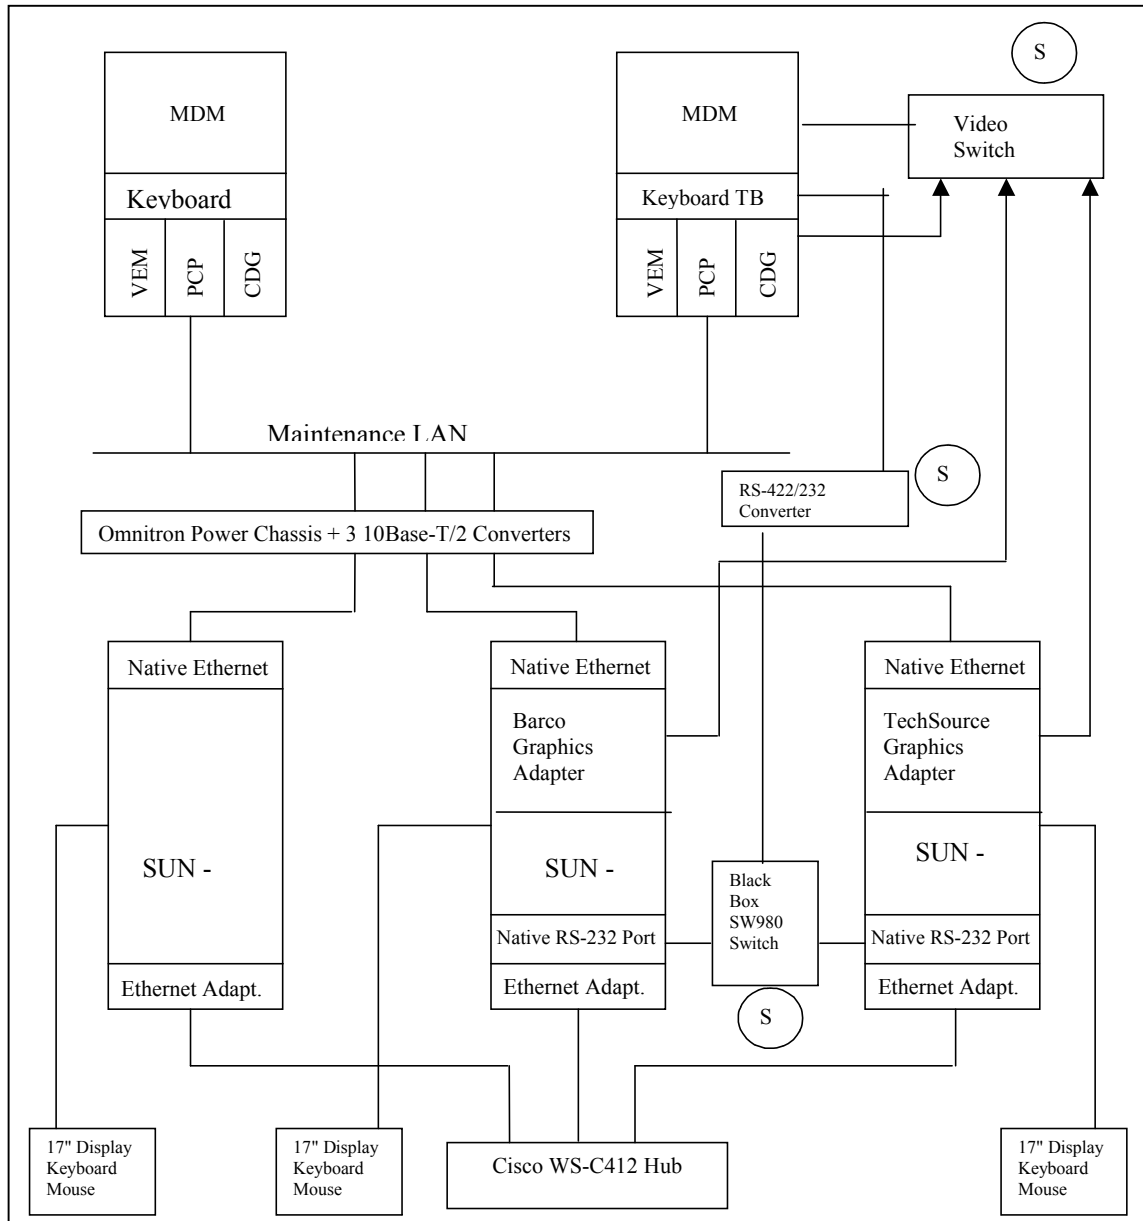 S
MDM
MDM
Video
Switch
Keyboard
Keyboard TB
VEM
PCP
CDG
VEM
PCP
CDG
Maintenance LAN
S
RS-422/232
Converter
Omnitron Power Chassis + 3 10Base-T/2 Converters
Native Ethernet
Native Ethernet
Native Ethernet
Barco
Graphics
Adapter
TechSource
Graphics
Adapter
SUN -
SUN -
SUN -
Black
Box
SW980
Switch
Native RS-232 Port
Native RS-232 Port
Ethernet Adapt.
Ethernet Adapt.
Ethernet Adapt.
S
17" Display
Keyboard
Mouse
17" Display
Keyboard
Mouse
Cisco WS-C412 Hub
17" Display
Keyboard
Mouse